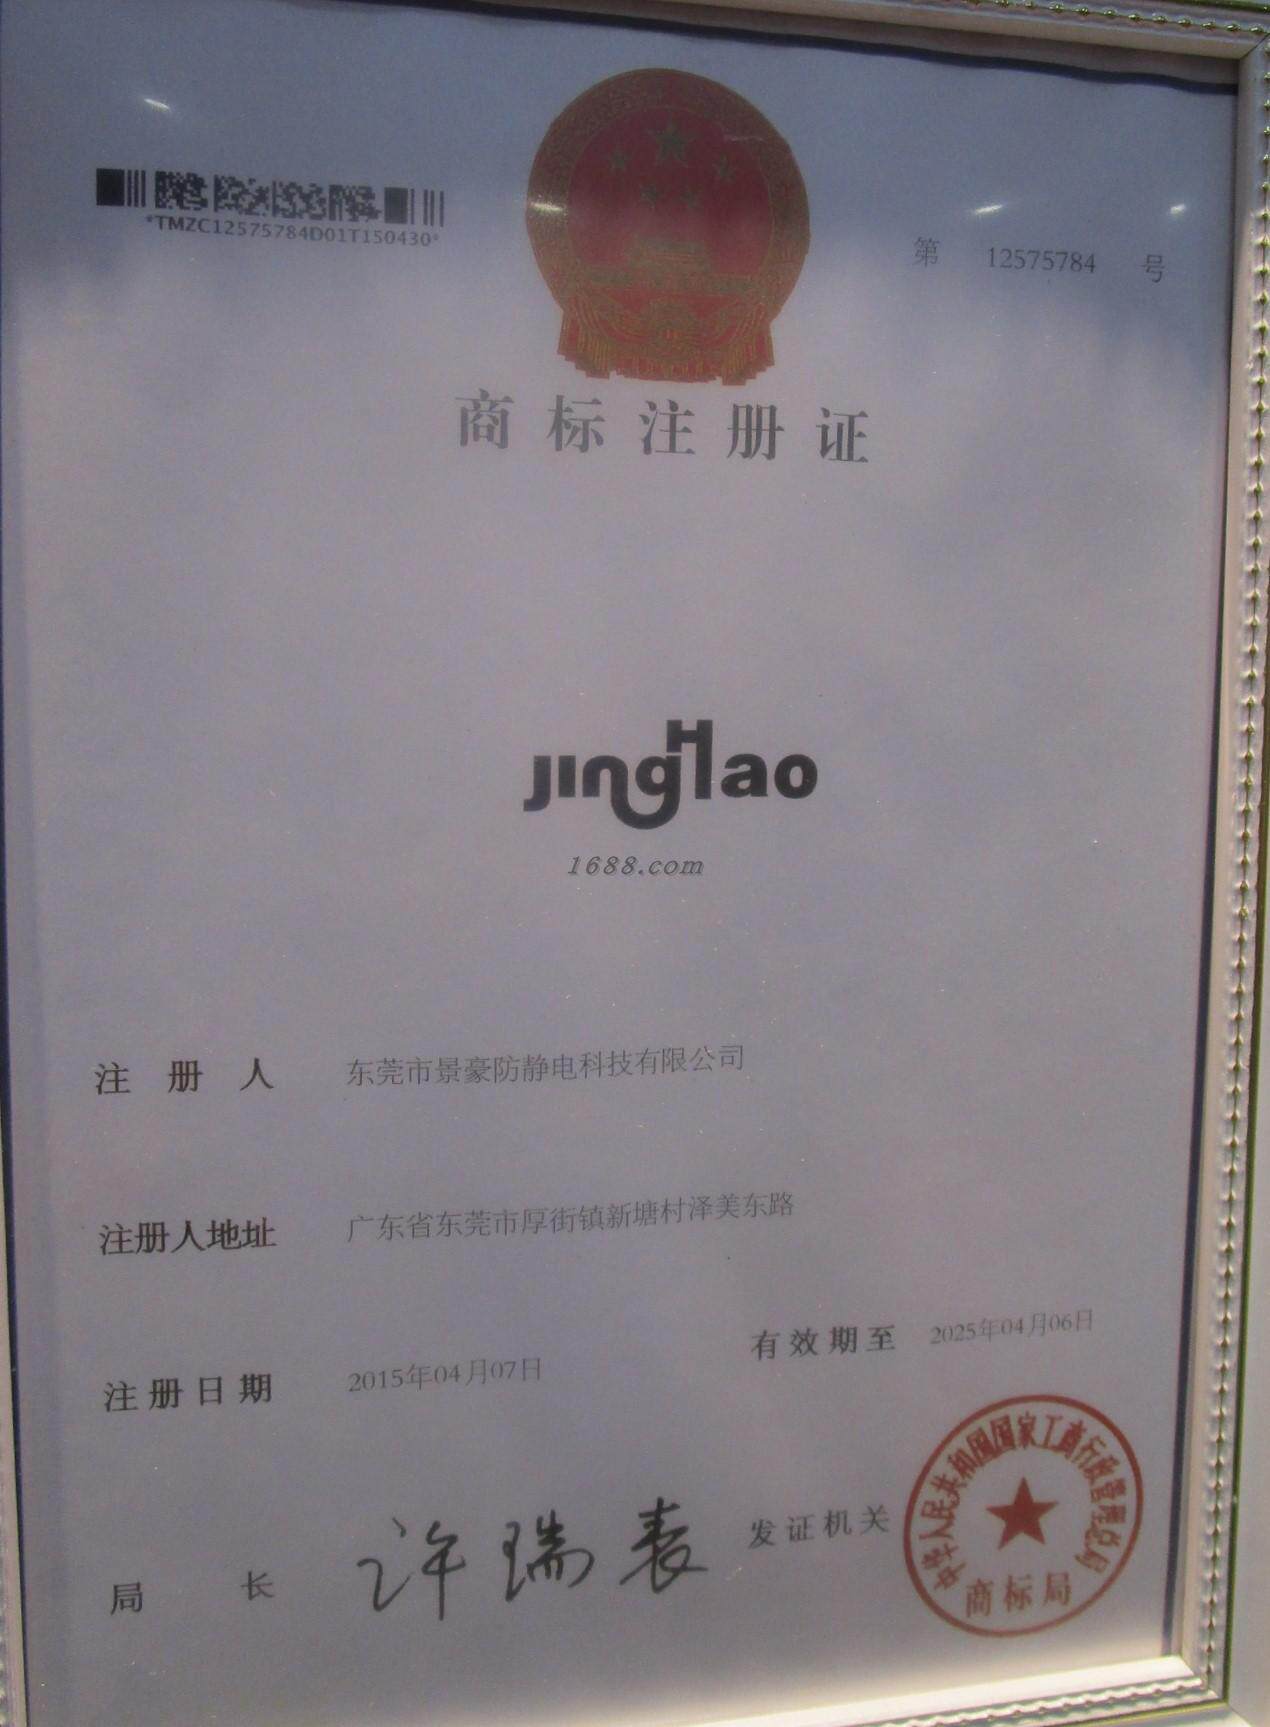 *TMZC12575784D01T150430*
第 12575784 号
商标注册证
jingHao
1688.com
注册人 东莞市景豪防静电科技有限公司
注册人地址 广东省东莞市厚街镇新塘村泽美东路
注册日期 2015年04月07日 有效期至 2025年04月06日
局长 许瑞表 发证机关
中华人民共和国国家工商行政管理总局
商标局